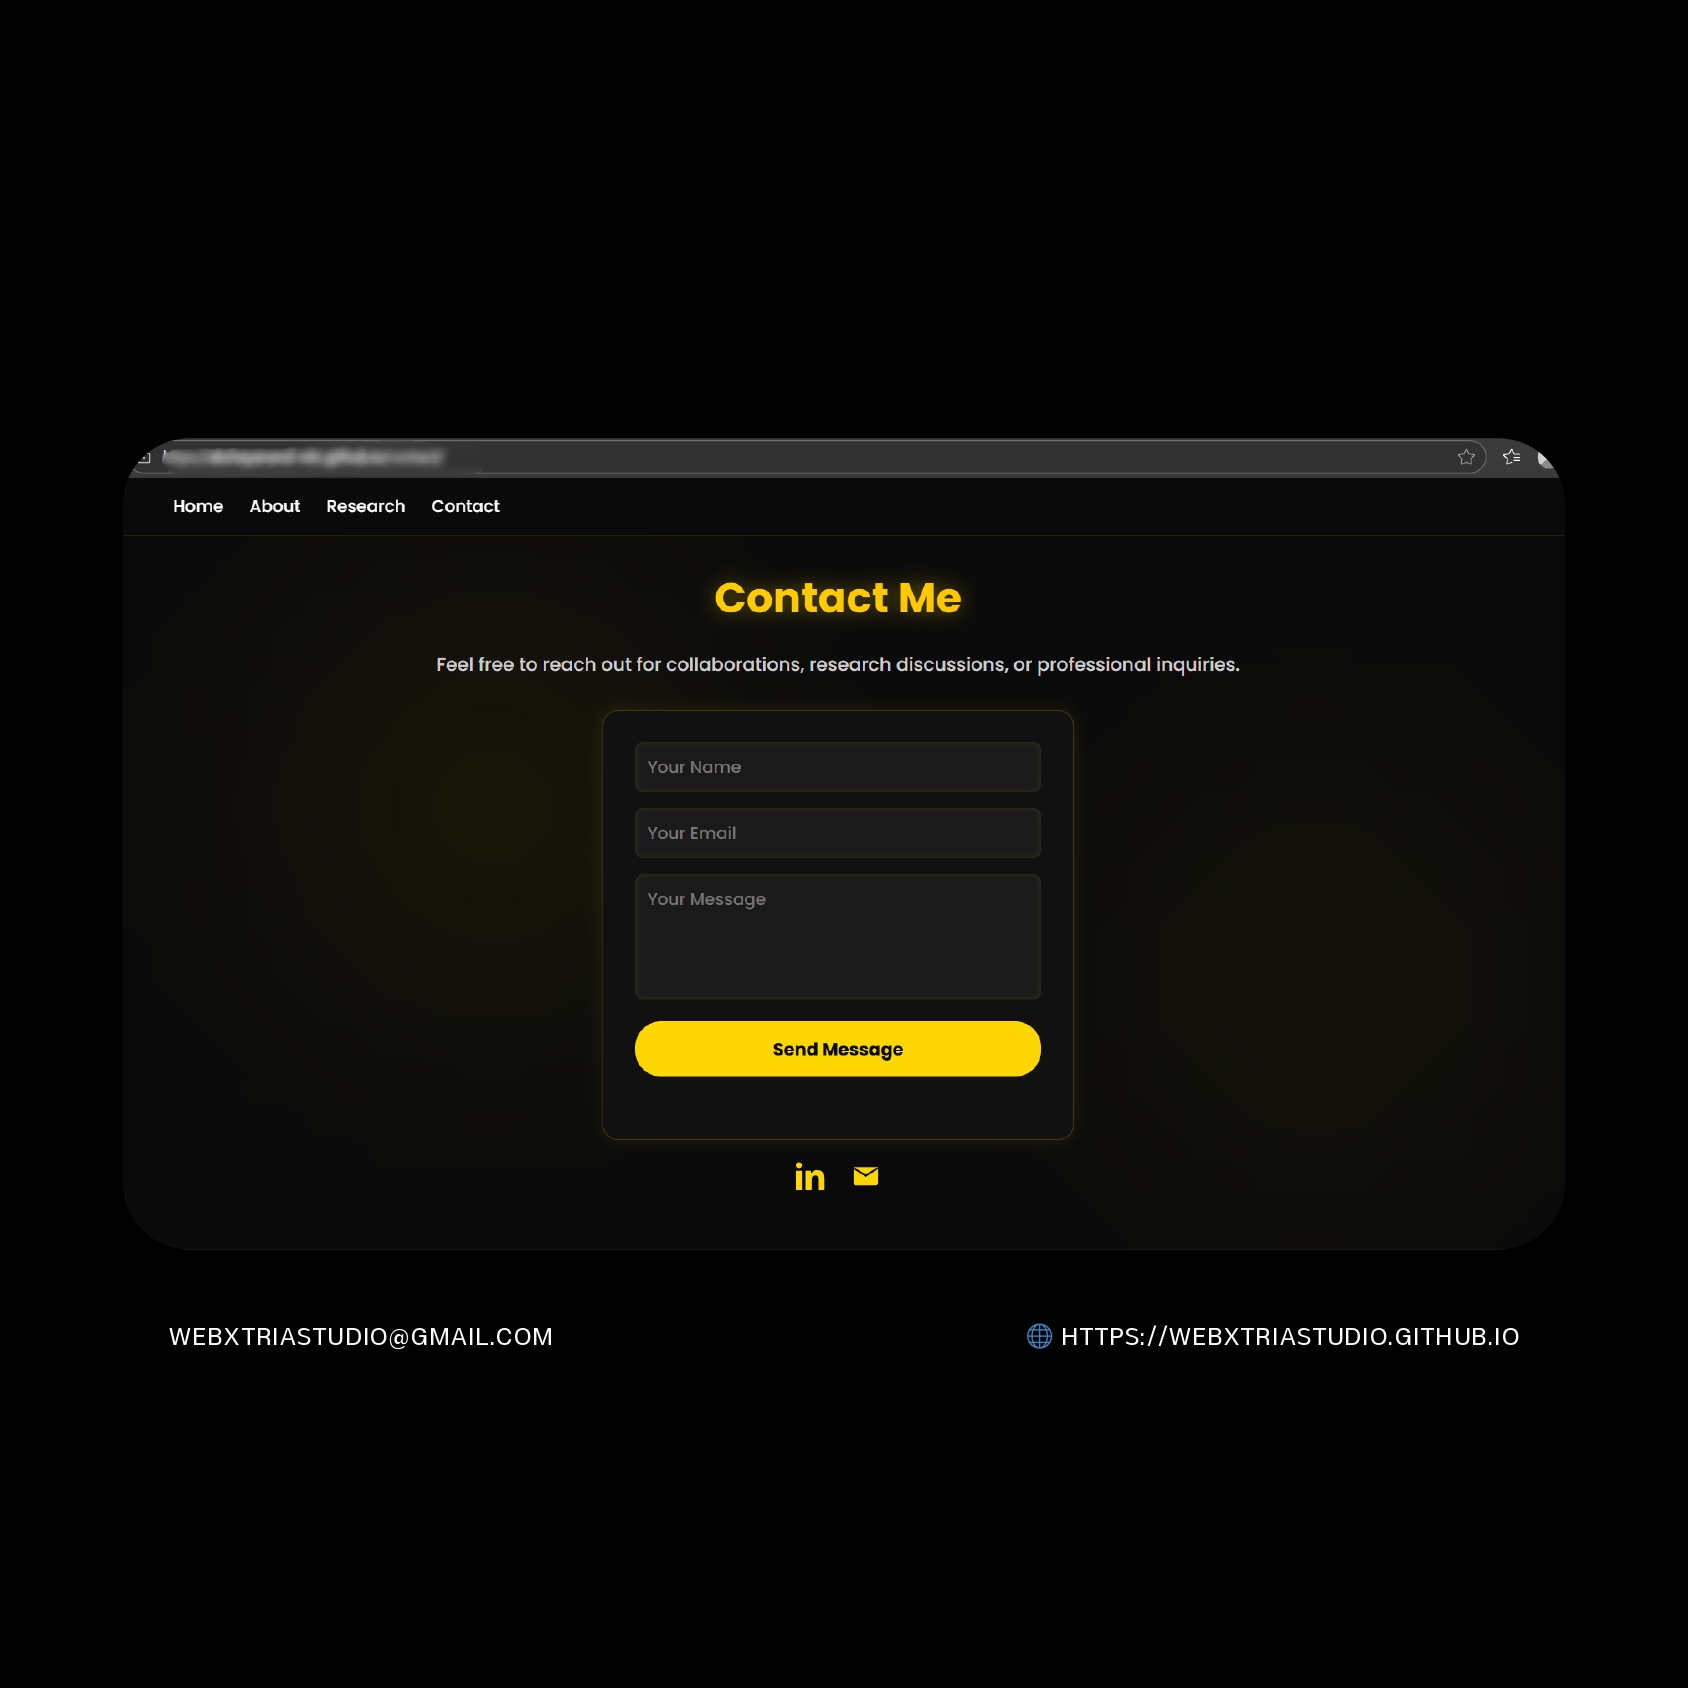 Home About Research Contact
Contact Me
Feel free to reach out for collaborations, research discussions, or professional inquiries.
Your Name
Your Email
Your Message
Send Message
in
WEBXTRIASTUDIO@GMAIL.COM
HTTPS://WEBXTRIASTUDIO.GITHUB.IO